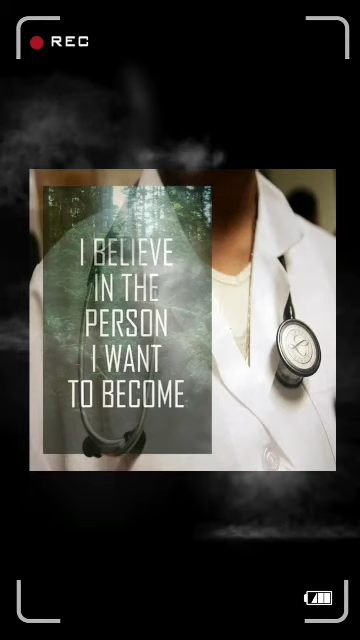 REC
I BELIEVE
IN THE
PERSON
I WANT
TO BECOME